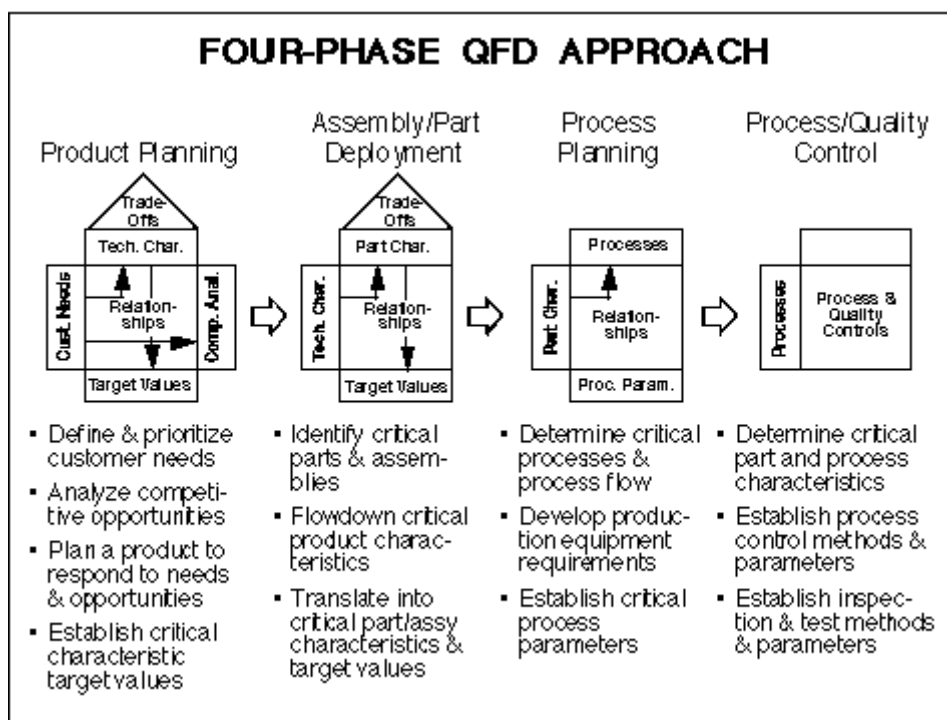 FOUR-PHASE QFD APPROACH
Product Planning
Assembly/Part
Deployment
Process
Planning
Process/Quality
Control
Trade-
Offs
Tech. Char.
Cust. Needs
Relation-
ships
Comp. Anal.
Target Values
Trade-
Offs
Part Char.
Tech. Char.
Relation-
ships
Target Values
Processes
Part Char.
Relation-
ships
Proc. Param.
Processes
Process &
Quality
Controls
▪ Define & prioritize
customer needs
▪ Analyze competi-
tive opportunities
▪ Plan a product to
respond to needs
& opportunities
▪ Establish critical
characteristic
target values
▪ Identify critical
parts & assem-
blies
▪ Flowdown critical
product charac-
teristics
▪ Translate into
critical part/assy
characteristics &
target values
▪ Determine critical
processes &
process flow
▪ Develop produc-
tion equipment
requirements
▪ Establish critical
process
parameters
▪ Determine critical
part and process
characteristics
▪ Establish process
control methods &
parameters
▪ Establish inspec-
tion & test methods
& parameters